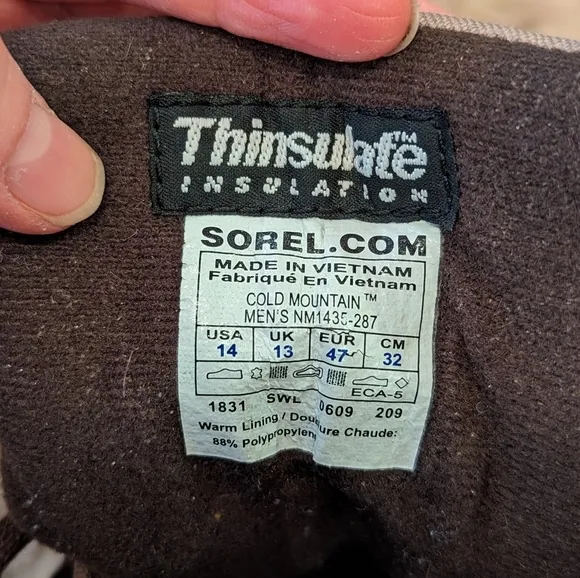 Thinsulate™
INSULATION
SOREL.COM
MADE IN VIETNAM
Fabriqué En Vietnam
COLD MOUNTAIN™
MEN'S NM1435-287
USA UK EUR CM
14 13 47 32
ECA-5
1831 SWL 0609 209
Warm Lining / Doublure Chaude:
88% Polypropylene